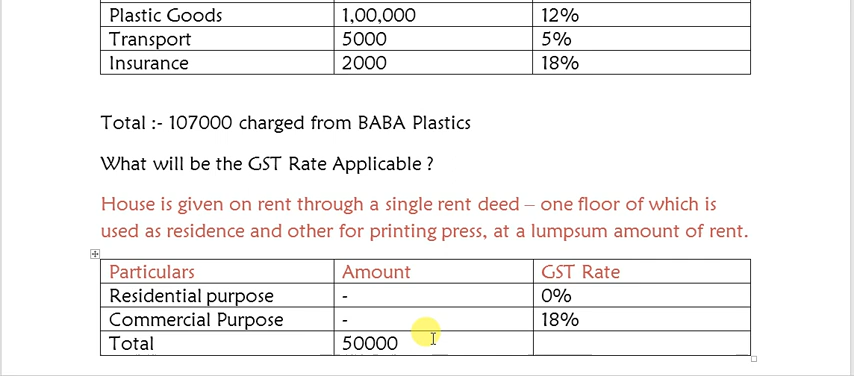 Plastic Goods 1,00,000 12%
Transport 5000 5%
Insurance 2000 18%
Total :- 107000 charged from BABA Plastics
What will be the GST Rate Applicable ?
House is given on rent through a single rent deed – one floor of which is
used as residence and other for printing press, at a lumpsum amount of rent.
Particulars Amount GST Rate
Residential purpose - 0%
Commercial Purpose - 18%
Total 50000